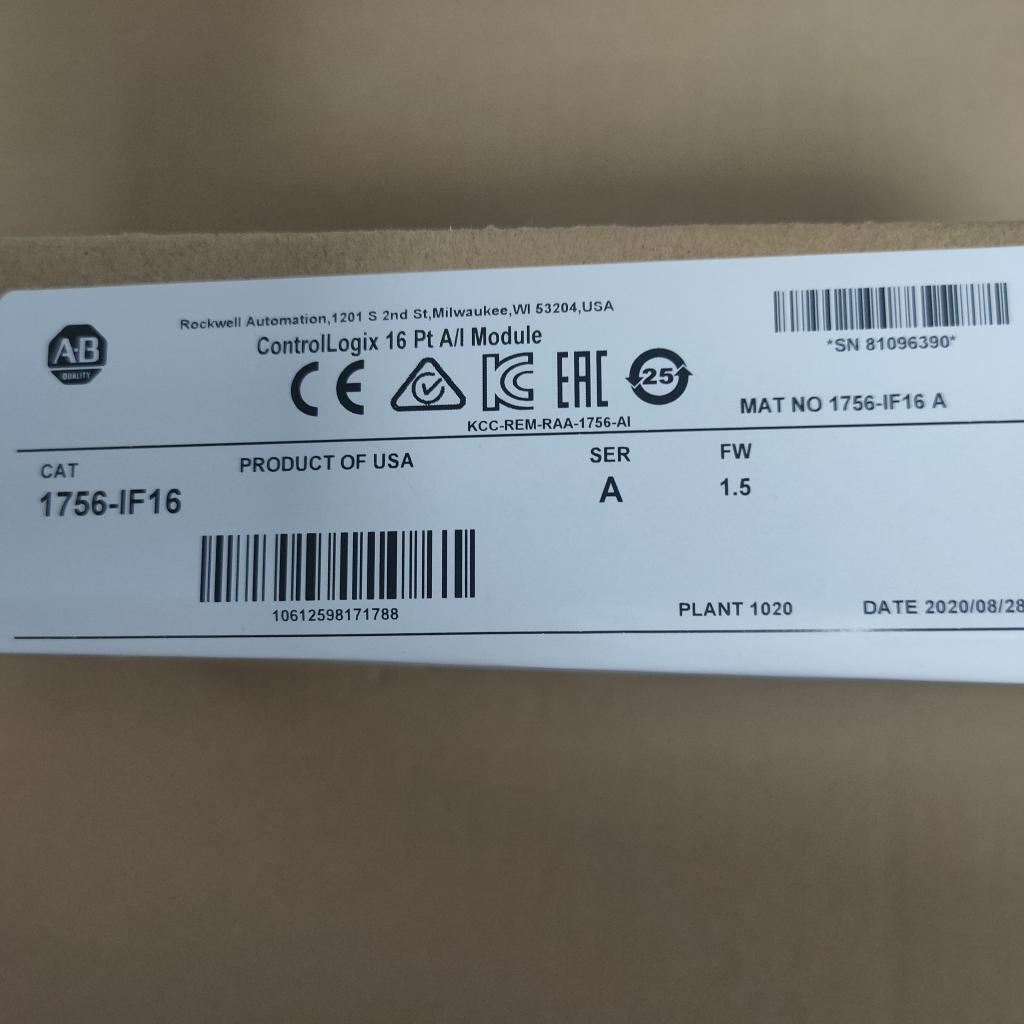 Rockwell Automation,1201 S 2nd St,Milwaukee,WI 53204,USA
ControlLogix 16 Pt A/I Module
A-B
QUALITY
CE
KC
EAC
25
KCC-REM-RAA-1756-AI
*SN 81096390*
MAT NO 1756-IF16 A
CAT
1756-IF16
PRODUCT OF USA
SER
A
FW
1.5
10612598171788
PLANT 1020
DATE 2020/08/28